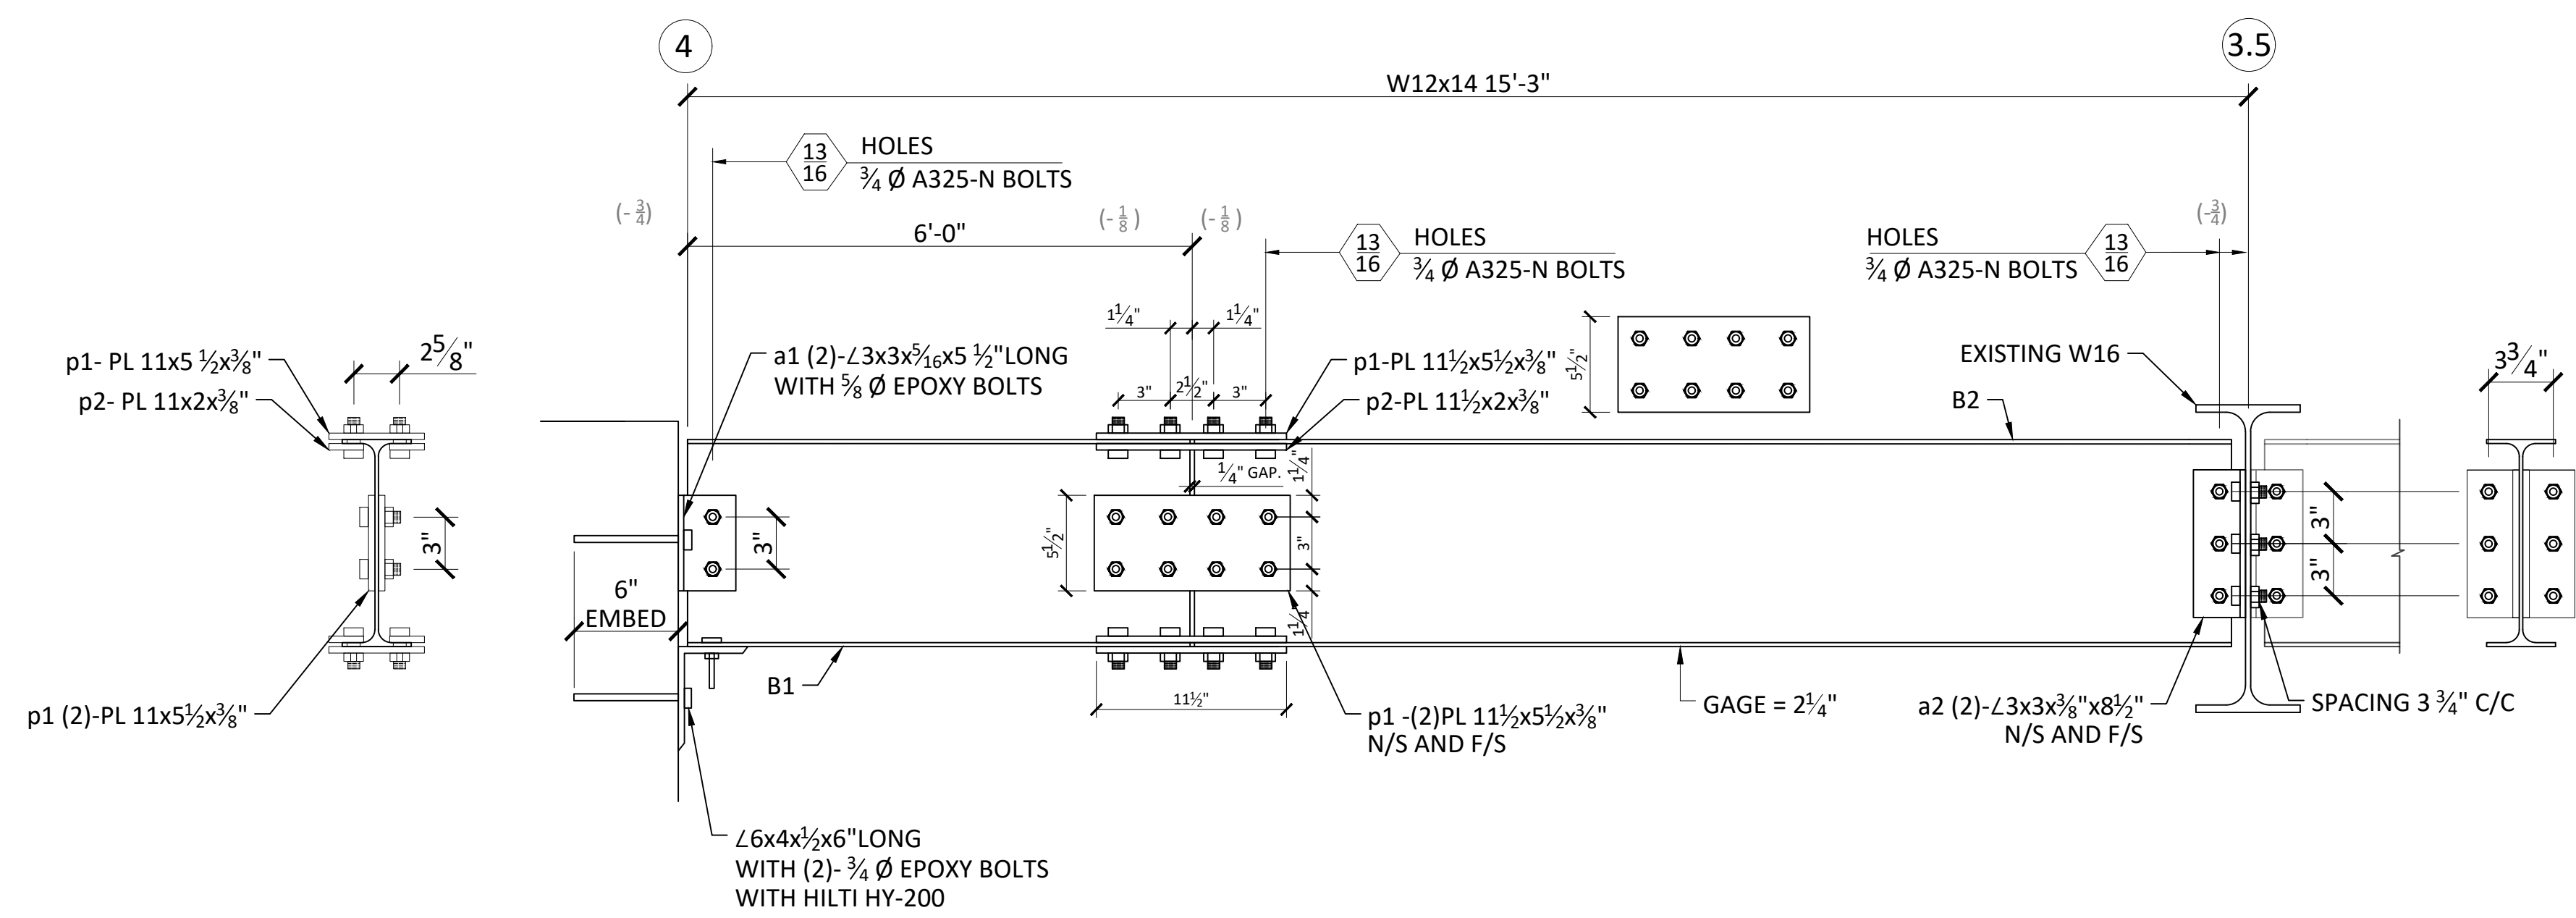 4
3.5
W12x14 15'-3"
13/16 HOLES
3/4 Ø A325-N BOLTS
(- 3/4)
6'-0"
(- 1/8 )
(- 1/8 )
13/16 HOLES
3/4 Ø A325-N BOLTS
(-3/4)
HOLES 13/16
3/4 Ø A325-N BOLTS
p1- PL 11x5 1/2x3/8"
p2- PL 11x2x3/8"
2 5/8"
3"
p1 (2)-PL 11x5 1/2x3/8"
a1 (2)-∠3x3x5/16x5 1/2"LONG
WITH 5/8 Ø EPOXY BOLTS
1 1/4"
1 1/4"
3"
2 1/2"
3"
p1-PL 11 1/2x5 1/2x3/8"
p2-PL 11 1/2x2x3/8"
5 1/2"
EXISTING W16
B2
3 3/4"
1/4" GAP.
1 1/4"
5 1/2"
3"
3"
1 1/4
3"
3"
6"
EMBED
B1
11 1/2"
p1 -(2)PL 11 1/2x5 1/2x3/8"
N/S AND F/S
GAGE = 2 1/4"
a2 (2)-∠3x3x3/8"x8 1/2"
N/S AND F/S
SPACING 3 3/4" C/C
∠6x4x1/2x6"LONG
WITH (2)- 3/4 Ø EPOXY BOLTS
WITH HILTI HY-200